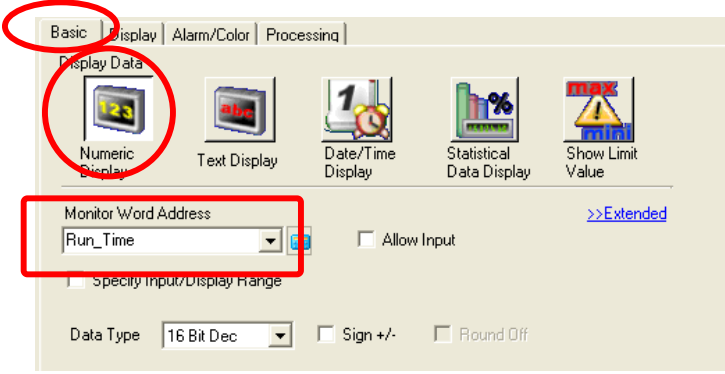 Basic Display Alarm/Color Processing
Display Data
123 abc 1 % max mini
Numeric Display
Text Display
Date/Time Display
Statistical Data Display
Show Limit Value
Monitor Word Address
>>Extended
Run_Time
Allow Input
Specify Input/Display Range
Data Type 16 Bit Dec Sign +/- Round Off